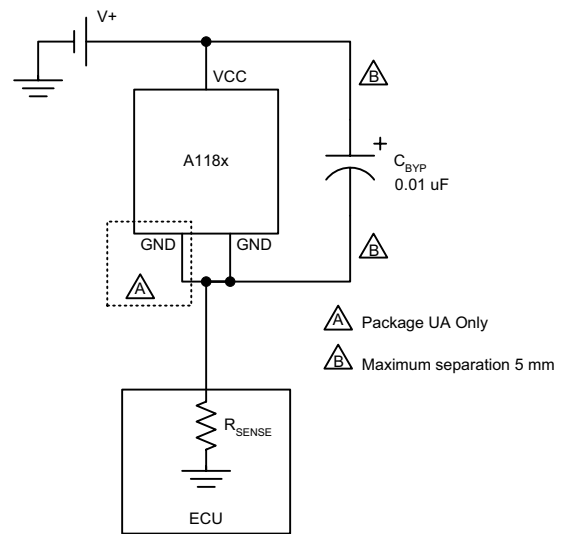 V+
VCC
B
A118x
+
C_BYP
0.01 uF
GND GND
B
A
A Package UA Only
B Maximum separation 5 mm
R_SENSE
ECU